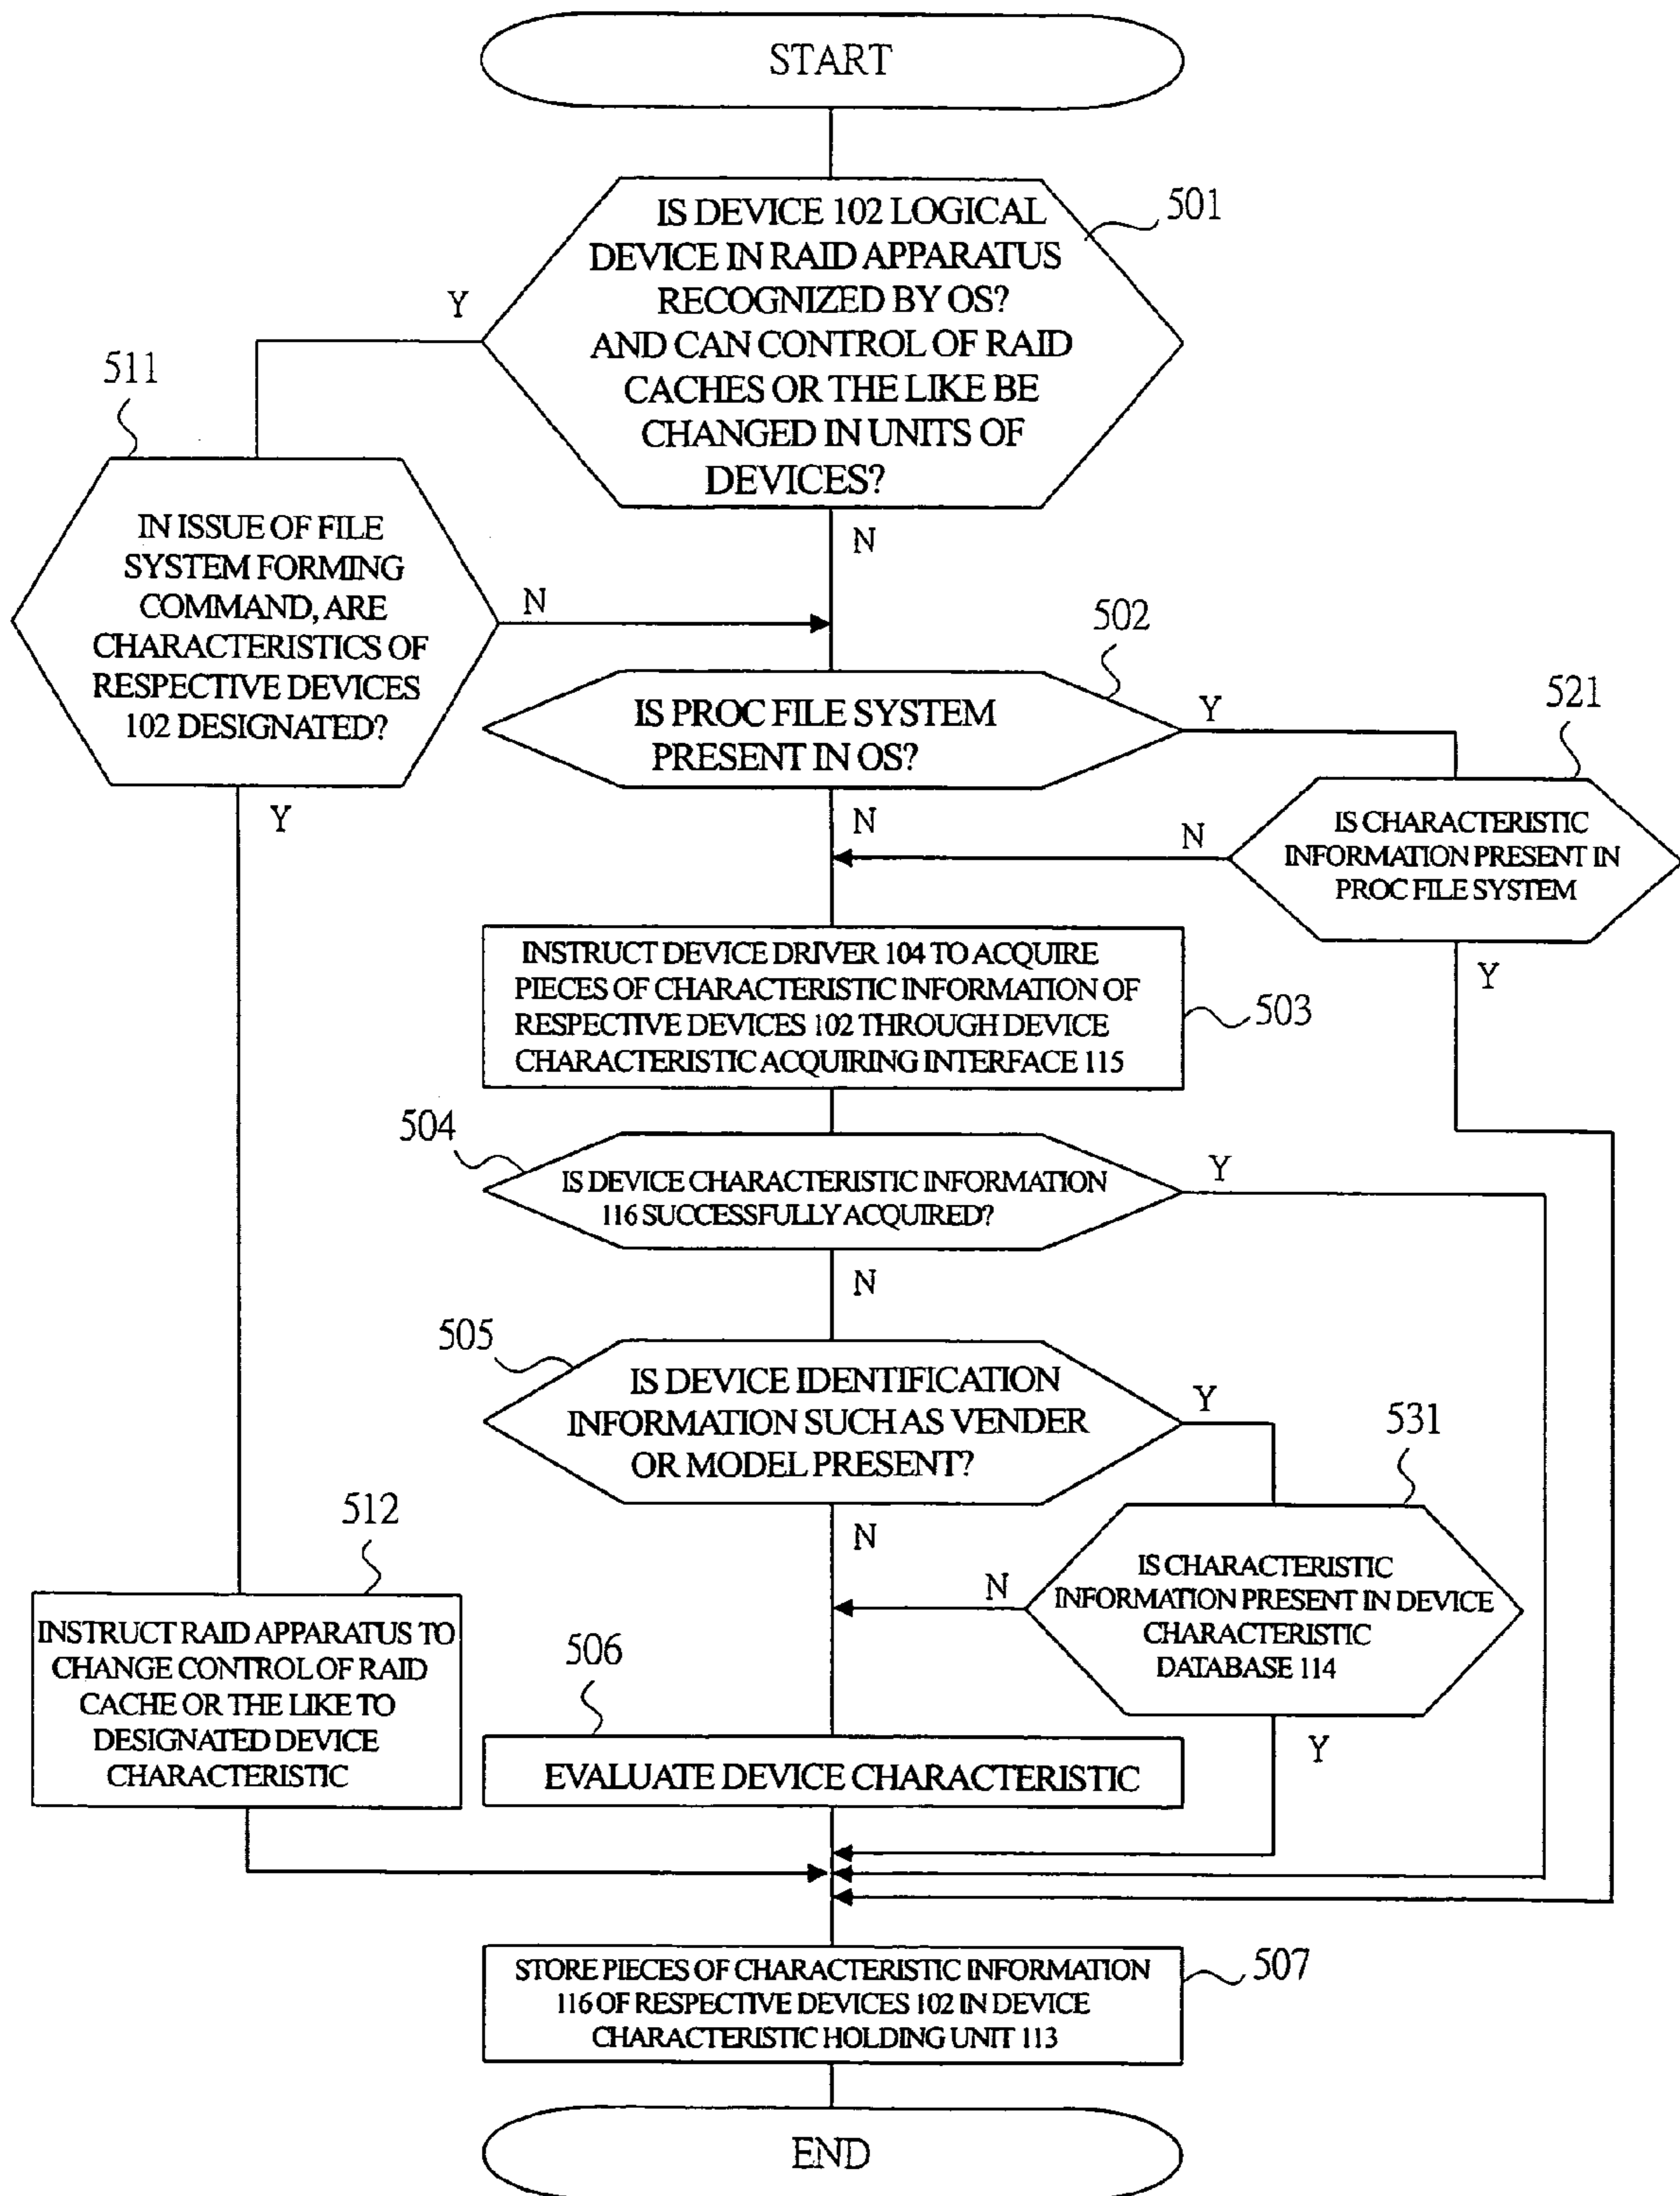 START
IS DEVICE 102 LOGICAL
DEVICE IN RAID APPARATUS
RECOGNIZED BY OS?
AND CAN CONTROL OF RAID
CACHES OR THE LIKE BE
CHANGED IN UNITS OF
DEVICES?
501
Y
N
511
IN ISSUE OF FILE
SYSTEM FORMING
COMMAND, ARE
CHARACTERISTICS OF
RESPECTIVE DEVICES
102 DESIGNATED?
N
Y
502
IS PROC FILE SYSTEM
PRESENT IN OS?
Y
N
521
IS CHARACTERISTIC
INFORMATION PRESENT IN
PROC FILE SYSTEM
N
Y
INSTRUCT DEVICE DRIVER 104 TO ACQUIRE
PIECES OF CHARACTERISTIC INFORMATION OF
RESPECTIVE DEVICES 102 THROUGH DEVICE
CHARACTERISTIC ACQUIRING INTERFACE 115
503
504
IS DEVICE CHARACTERISTIC INFORMATION
116 SUCCESSFULLY ACQUIRED?
Y
N
505
IS DEVICE IDENTIFICATION
INFORMATION SUCH AS VENDER
OR MODEL PRESENT?
Y
N
531
IS CHARACTERISTIC
INFORMATION PRESENT IN DEVICE
CHARACTERISTIC
DATABASE 114
N
Y
512
INSTRUCT RAID APPARATUS TO
CHANGE CONTROL OF RAID
CACHE OR THE LIKE TO
DESIGNATED DEVICE
CHARACTERISTIC
506
EVALUATE DEVICE CHARACTERISTIC
STORE PIECES OF CHARACTERISTIC INFORMATION
116 OF RESPECTIVE DEVICES 102 IN DEVICE
CHARACTERISTIC HOLDING UNIT 113
507
END